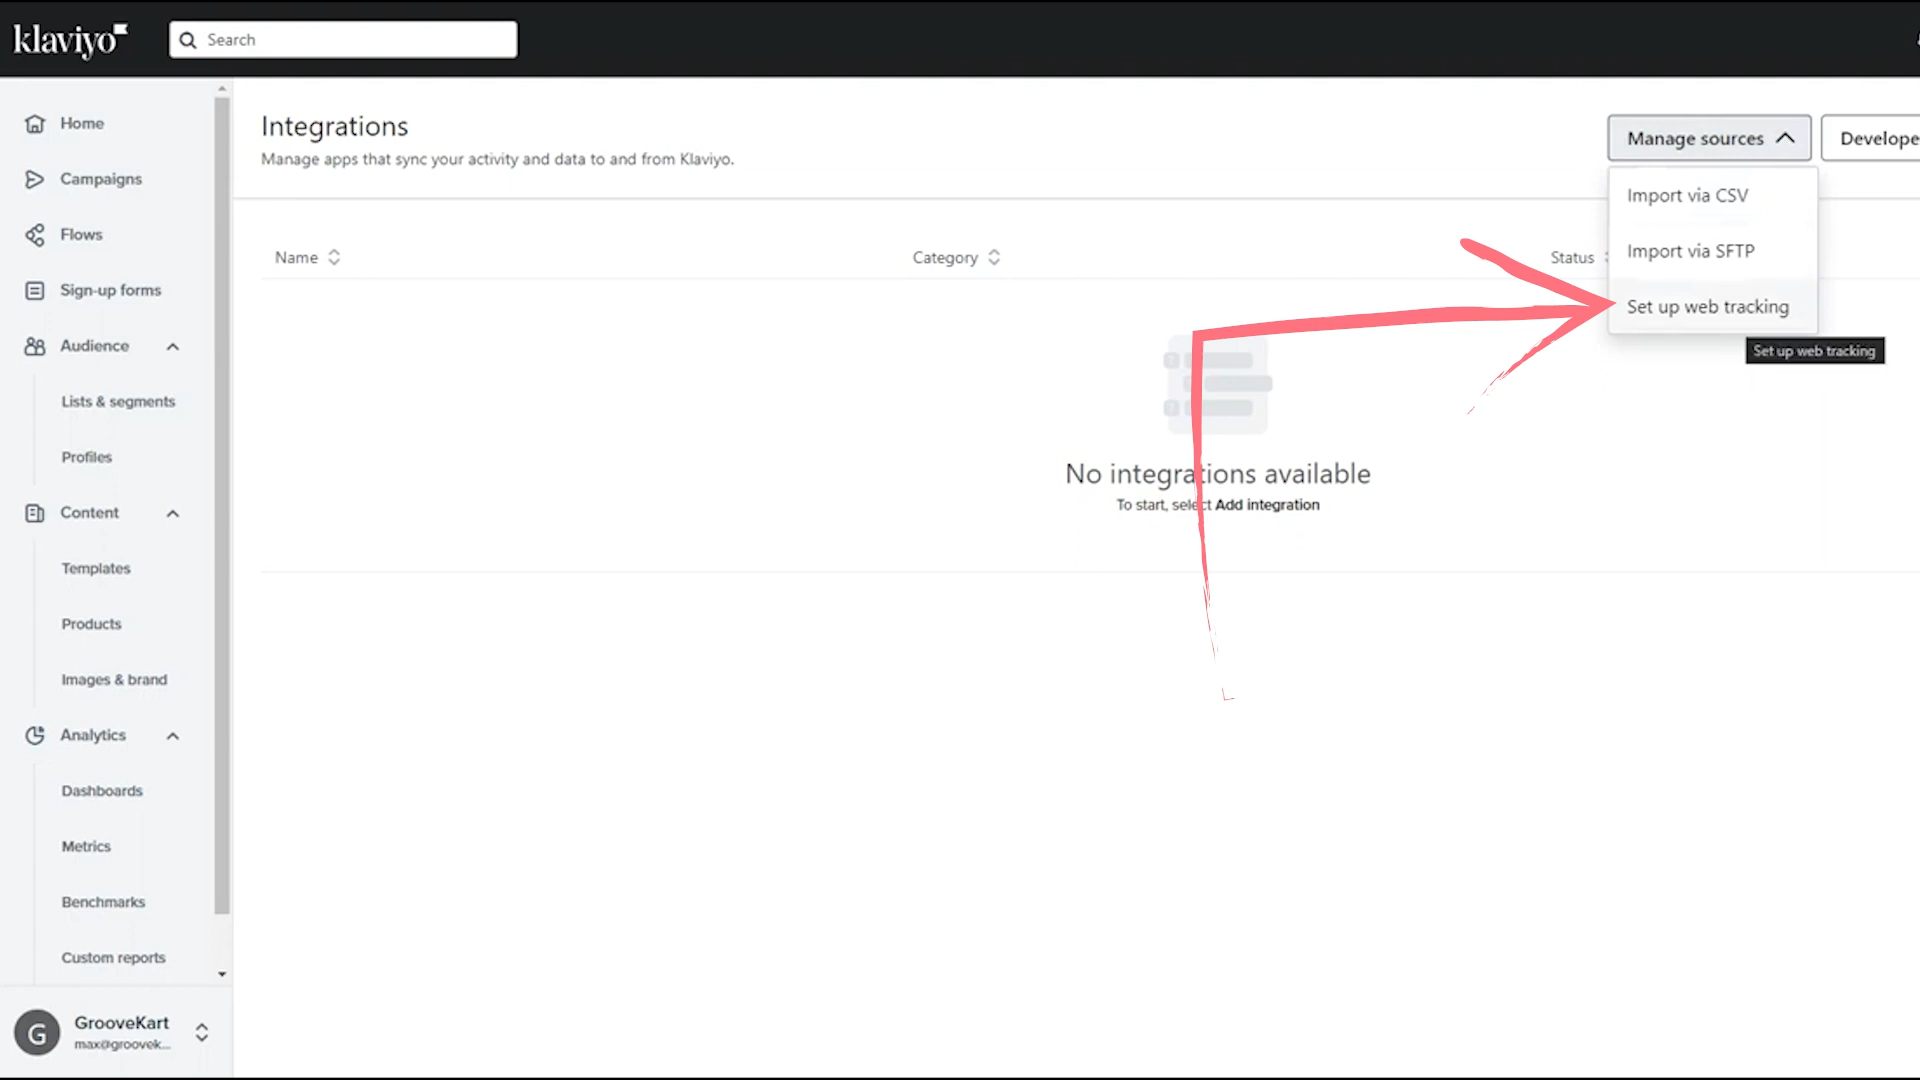 klaviyo
Search
Home
Campaigns
Flows
Sign-up forms
Audience
Lists & segments
Profiles
Content
Templates
Products
Images & brand
Analytics
Dashboards
Metrics
Benchmarks
Custom reports
G
GrooveKart
max@groovek...
Integrations
Manage apps that sync your activity and data to and from Klaviyo.
Manage sources
Develope
Import via CSV
Import via SFTP
Set up web tracking
Set up web tracking
Name
Category
Status
No integrations available
To start, select Add integration